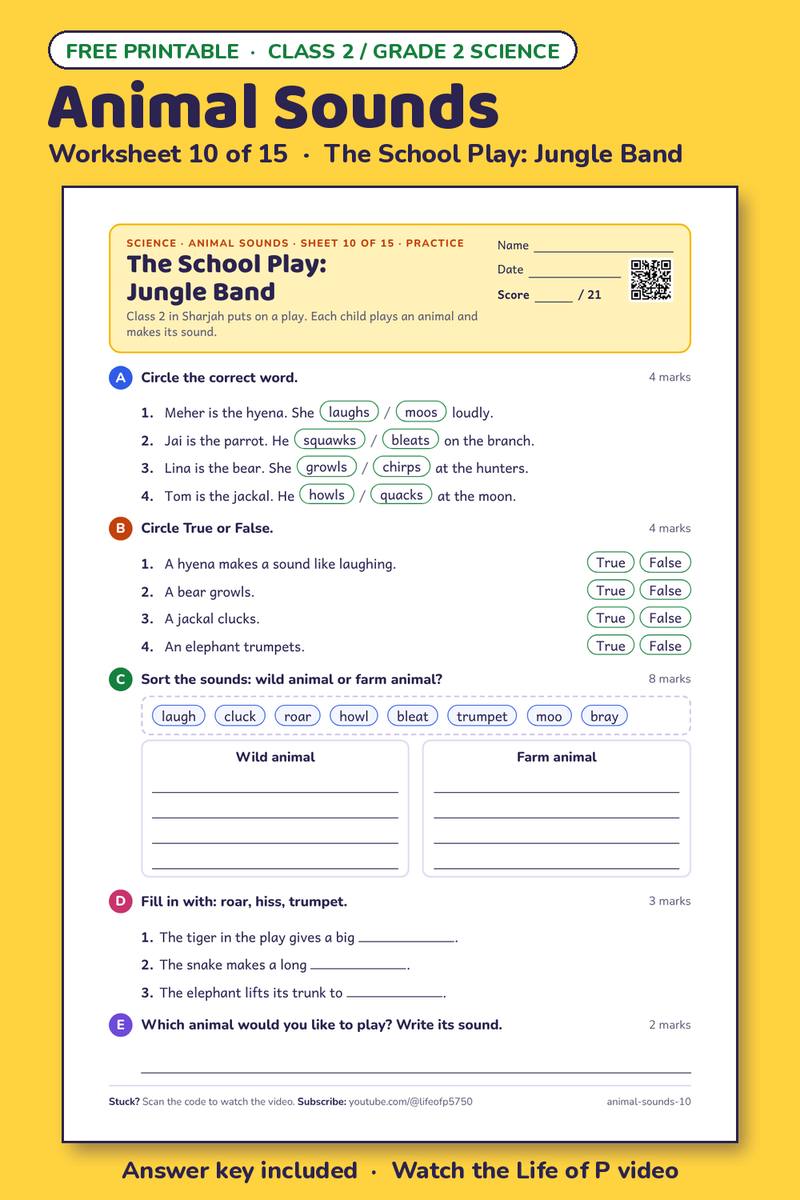 FREE PRINTABLE · CLASS 2 / GRADE 2 SCIENCE
Animal Sounds
Worksheet 10 of 15 · The School Play: Jungle Band
SCIENCE · ANIMAL SOUNDS · SHEET 10 OF 15 · PRACTICE
The School Play:
Jungle Band
Class 2 in Sharjah puts on a play. Each child plays an animal and
makes its sound.
Name ______
Date ______
Score ______ / 21
A Circle the correct word. 4 marks
1. Meher is the hyena. She laughs / moos loudly.
2. Jai is the parrot. He squawks / bleats on the branch.
3. Lina is the bear. She growls / chirps at the hunters.
4. Tom is the jackal. He howls / quacks at the moon.
B Circle True or False. 4 marks
1. A hyena makes a sound like laughing. True False
2. A bear growls. True False
3. A jackal clucks. True False
4. An elephant trumpets. True False
C Sort the sounds: wild animal or farm animal? 8 marks
laugh cluck roar howl bleat trumpet moo bray
Wild animal Farm animal
D Fill in with: roar, hiss, trumpet. 3 marks
1. The tiger in the play gives a big ______.
2. The snake makes a long ______.
3. The elephant lifts its trunk to ______.
E Which animal would you like to play? Write its sound. 2 marks
Stuck? Scan the code to watch the video. Subscribe: youtube.com/@lifeofp5750 animal-sounds-10
Answer key included · Watch the Life of P video